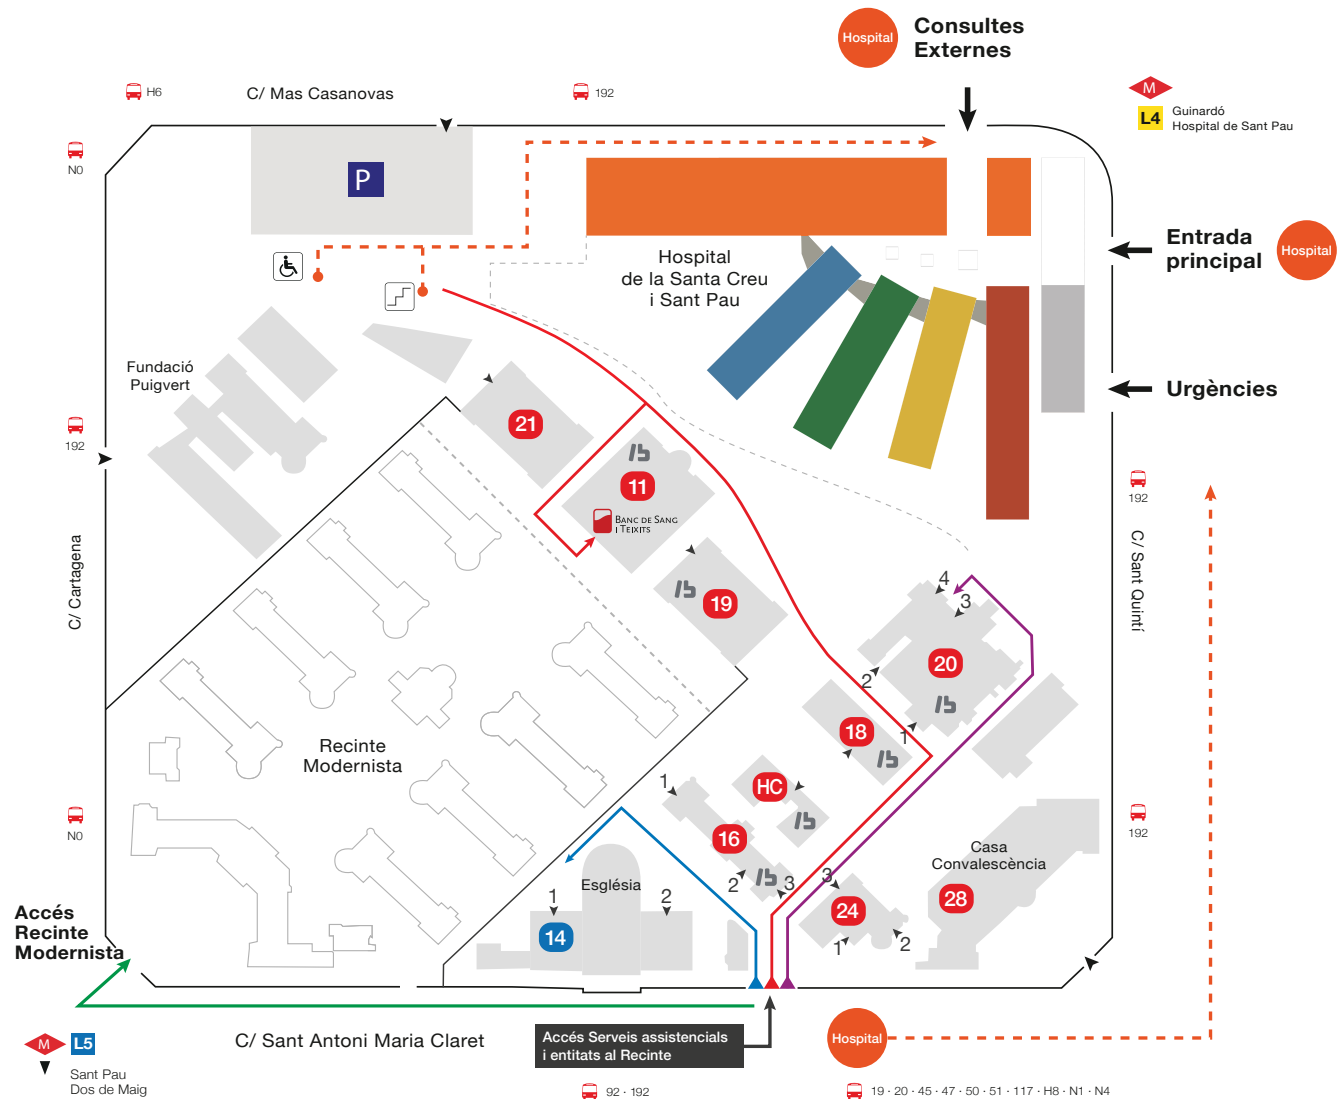 Hospital
Consultes
Externes
H6
C/ Mas Casanovas
192
M
L4
Guinardó
Hospital de Sant Pau
N0
P
Hospital
de la Santa Creu
i Sant Pau
Entrada
principal
Hospital
Fundació
Puigvert
Urgències
21
192
11
BANC DE SANG
I TEIXITS
192
C/ Cartagena
C/ Sant Quintí
19
4
3
20
2
1
18
Recinte
Modernista
HC
1
16
2
3
N0
192
Casa
Convalescència
28
Església
1
2
14
3
24
1
2
Accés
Recinte
Modernista
C/ Sant Antoni Maria Claret
Accés Serveis assistencials
i entitats al Recinte
Hospital
M
L5
Sant Pau
Dos de Maig
92 · 192
19 · 20 · 45 · 47 · 50 · 51 · 117 · H8 · N1 · N4